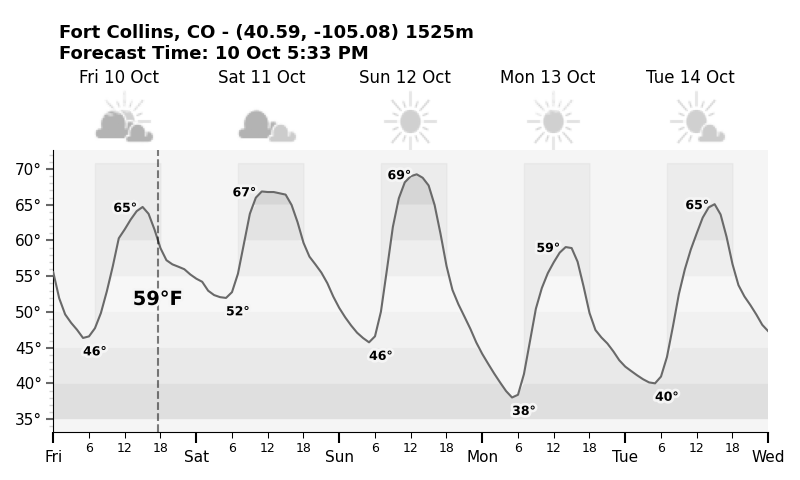 Fort Collins, CO - (40.59, -105.08) 1525m
Forecast Time: 10 Oct 5:33 PM
Fri 10 Oct Sat 11 Oct Sun 12 Oct Mon 13 Oct Tue 14 Oct
70°
65°
60°
55°
50°
45°
40°
35°
65° 67° 69° 59° 65°
59°F
46° 52° 46° 38° 40°
6 12 18 6 12 18 6 12 18 6 12 18 6 12 18
Fri Sat Sun Mon Tue Wed